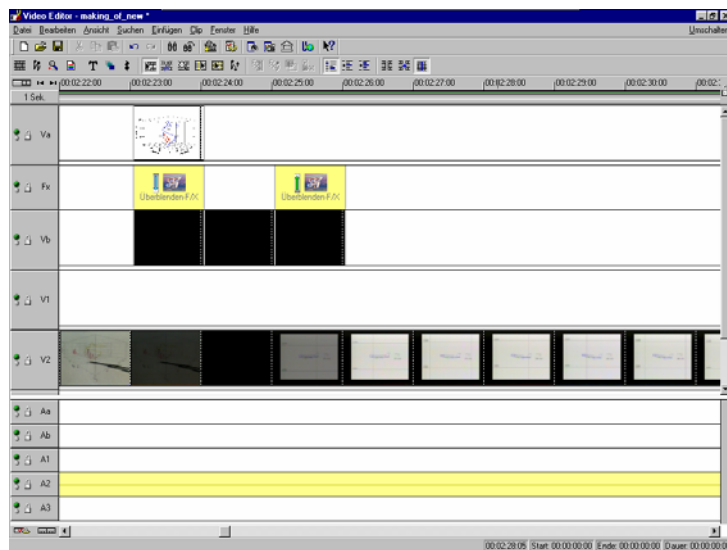 Video Editor - making_of_new *
Datei Bearbeiten Ansicht Suchen Einfügen Clip Fenster Hilfe Umschalten
00:02:22:00 00:02:23:00 00:02:24:00 00:02:25:00 00:02:26:00 00:02:27:00 00:02:28:00 00:02:29:00 00:02:30:00 00:02:
1 Sek.
Va
Fx
Überblenden-F/X Überblenden-F/X
Vb
V1
V2
Aa
Ab
A1
A2
A3
00:02:28:05 Start: 00:00:00:00 Ende: 00:00:00:00 Dauer: 00:00:00:0